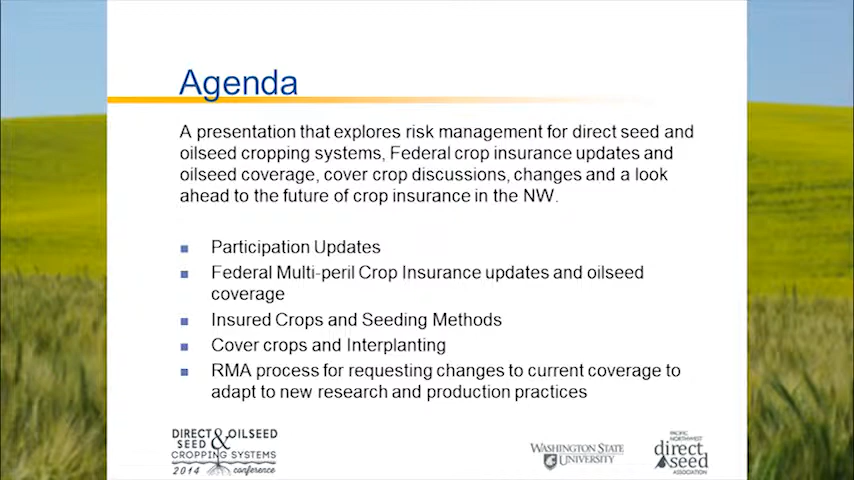 Agenda
A presentation that explores risk management for direct seed and
oilseed cropping systems, Federal crop insurance updates and
oilseed coverage, cover crop discussions, changes and a look
ahead to the future of crop insurance in the NW.
Participation Updates
Federal Multi-peril Crop Insurance updates and oilseed
coverage
Insured Crops and Seeding Methods
Cover crops and Interplanting
RMA process for requesting changes to current coverage to
adapt to new research and production practices
DIRECT & OILSEED
SEED
CROPPING SYSTEMS
2014 conference
WASHINGTON STATE
UNIVERSITY
PACIFIC
NORTHWEST
direct
seed
ASSOCIATION